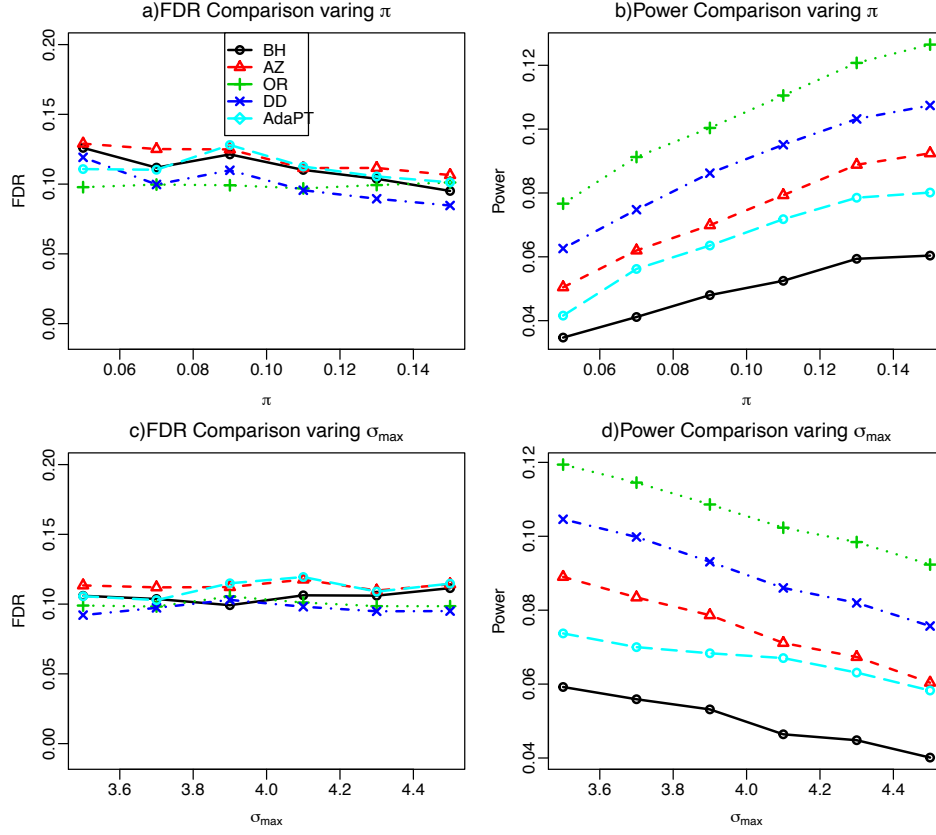 a)FDR Comparison varing π
0.20
0.15
0.10
0.05
0.00
FDR
BH
AZ
OR
DD
AdaPT
0.06 0.08 0.10 0.12 0.14
π
b)Power Comparison varing π
0.12
0.10
0.08
0.06
0.04
Power
0.06 0.08 0.10 0.12 0.14
π
c)FDR Comparison varing σmax
0.20
0.15
0.10
0.05
0.00
FDR
3.6 3.8 4.0 4.2 4.4
σmax
d)Power Comparison varing σmax
0.12
0.10
0.08
0.06
0.04
Power
3.6 3.8 4.0 4.2 4.4
σmax